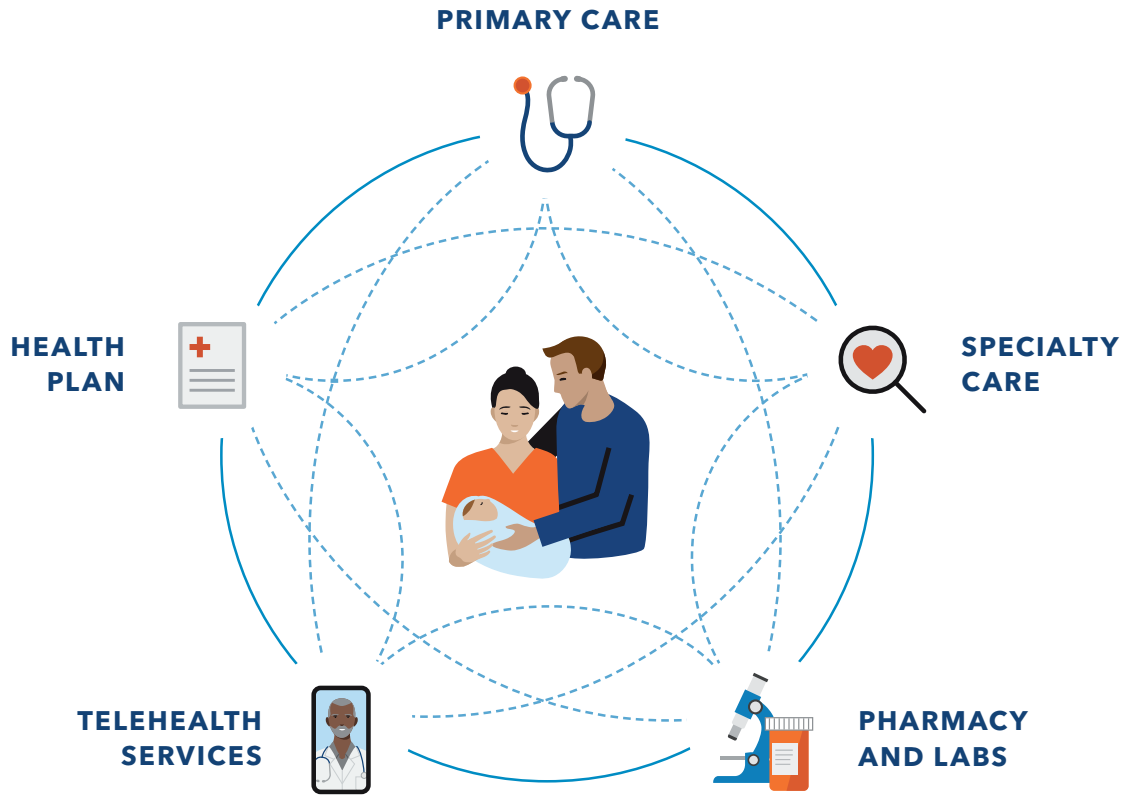 PRIMARY CARE
HEALTH
PLAN
SPECIALTY
CARE
TELEHEALTH
SERVICES
PHARMACY
AND LABS